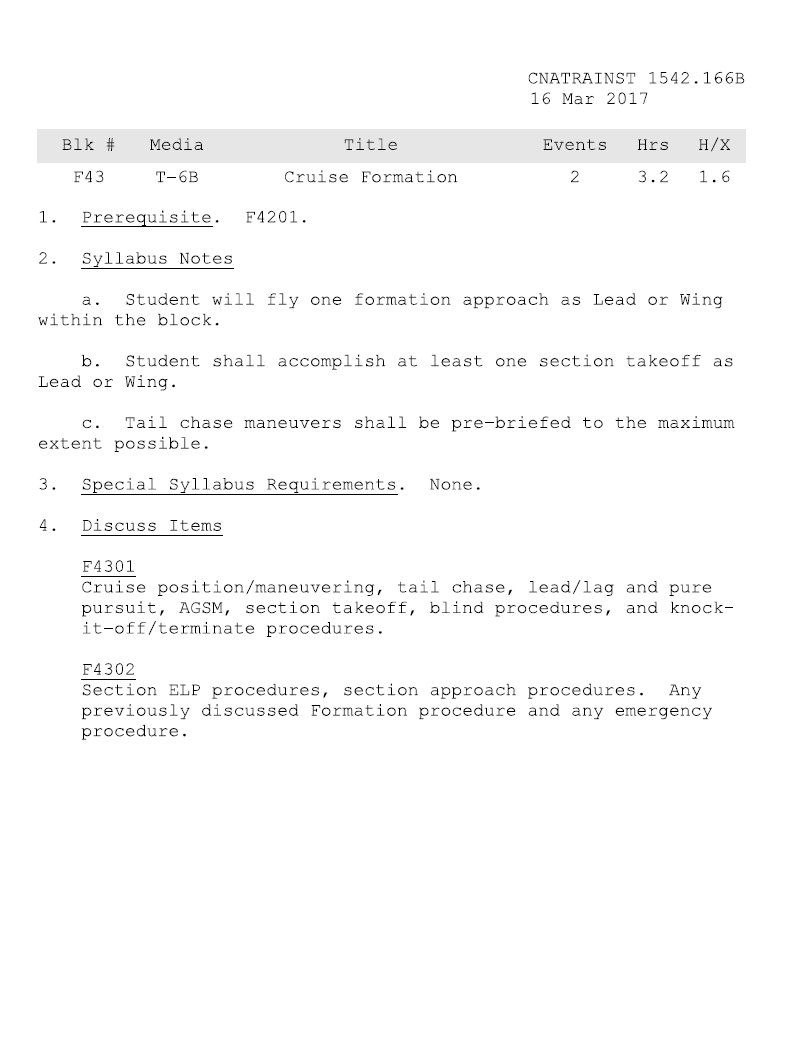 CNATRAINST 1542.166B
16 Mar 2017
Blk # Media Title Events Hrs H/X
F43 T-6B Cruise Formation 2 3.2 1.6
1. Prerequisite. F4201.
2. Syllabus Notes
a. Student will fly one formation approach as Lead or Wing
within the block.
b. Student shall accomplish at least one section takeoff as
Lead or Wing.
c. Tail chase maneuvers shall be pre-briefed to the maximum
extent possible.
3. Special Syllabus Requirements. None.
4. Discuss Items
F4301
Cruise position/maneuvering, tail chase, lead/lag and pure
pursuit, AGSM, section takeoff, blind procedures, and knock-
it-off/terminate procedures.
F4302
Section ELP procedures, section approach procedures. Any
previously discussed Formation procedure and any emergency
procedure.